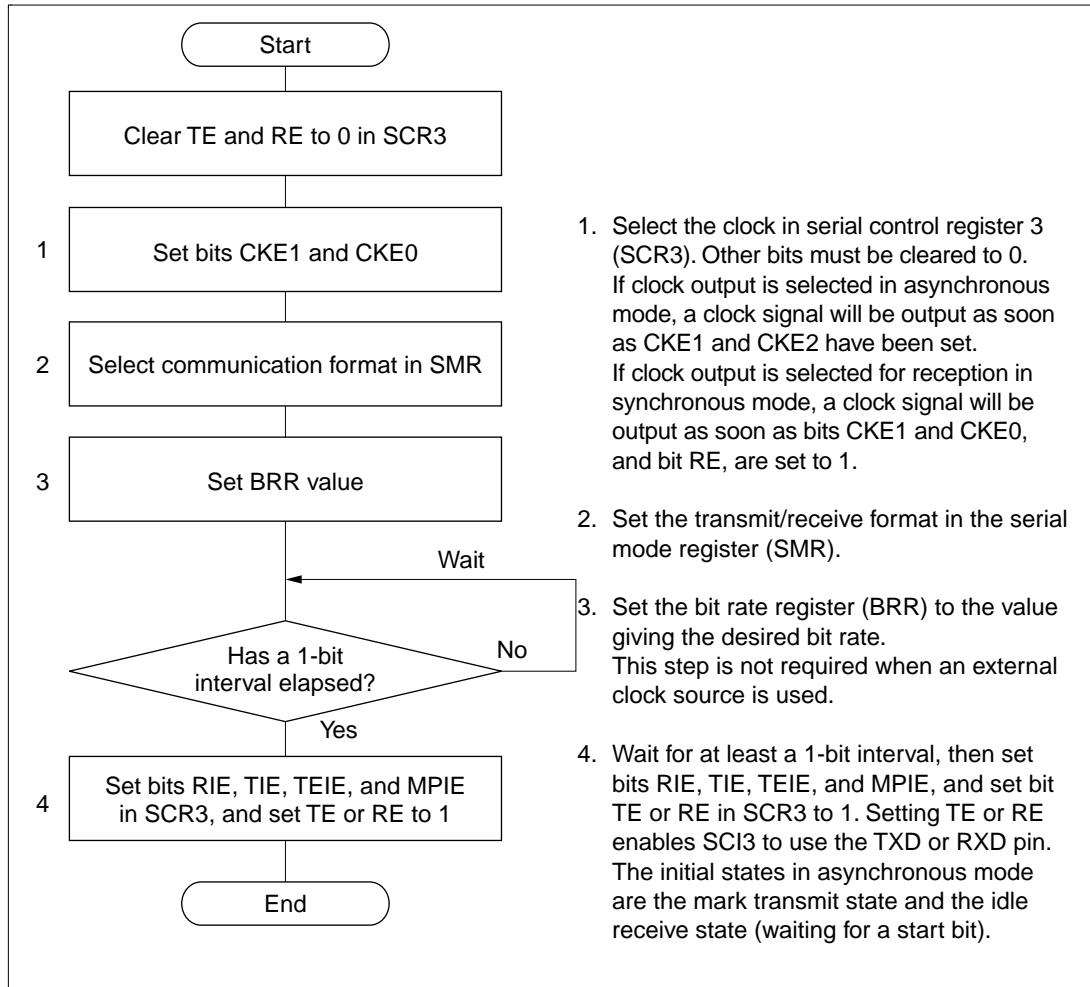 Start
Clear TE and RE to 0 in SCR3
1
Set bits CKE1 and CKE0
2
Select communication format in SMR
3
Set BRR value
Wait
Has a 1-bit
interval elapsed?
No
Yes
4
Set bits RIE, TIE, TEIE, and MPIE
in SCR3, and set TE or RE to 1
End
1. Select the clock in serial control register 3
(SCR3). Other bits must be cleared to 0.
If clock output is selected in asynchronous
mode, a clock signal will be output as soon
as CKE1 and CKE2 have been set.
If clock output is selected for reception in
synchronous mode, a clock signal will be
output as soon as bits CKE1 and CKE0,
and bit RE, are set to 1.
2. Set the transmit/receive format in the serial
mode register (SMR).
3. Set the bit rate register (BRR) to the value
giving the desired bit rate.
This step is not required when an external
clock source is used.
4. Wait for at least a 1-bit interval, then set
bits RIE, TIE, TEIE, and MPIE, and set bit
TE or RE in SCR3 to 1. Setting TE or RE
enables SCI3 to use the TXD or RXD pin.
The initial states in asynchronous mode
are the mark transmit state and the idle
receive state (waiting for a start bit).